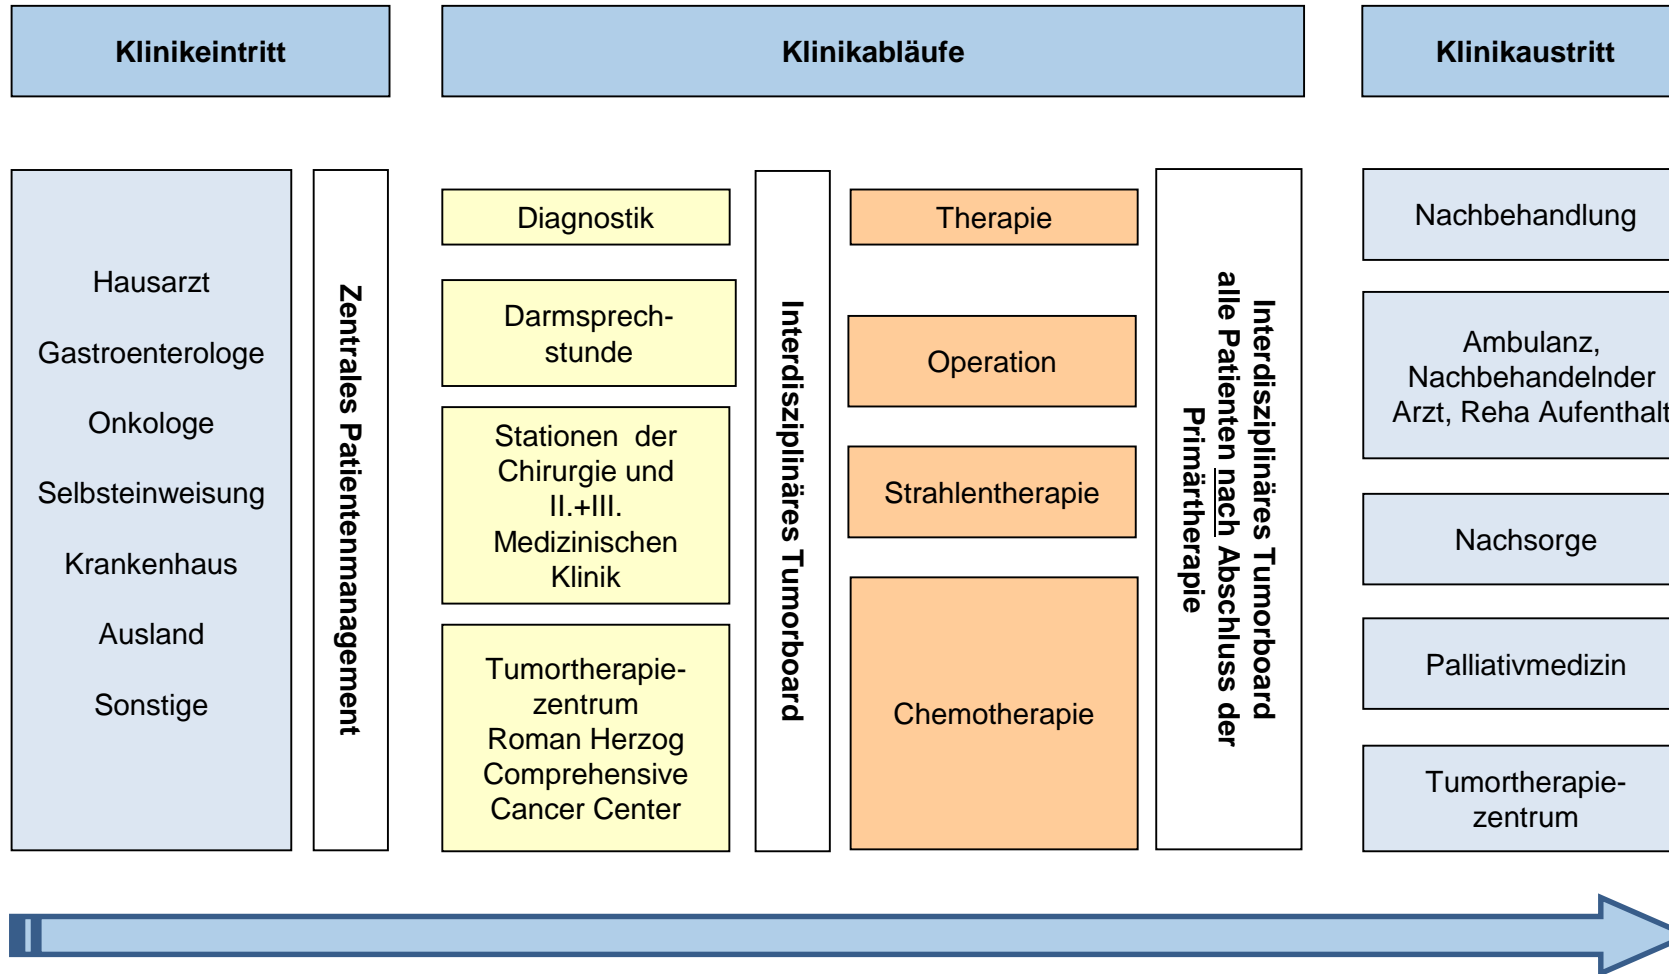 Klinikeintritt
Klinikabläufe
Klinikaustritt
Hausarzt
Gastroenterologe
Onkologe
Selbsteinweisung
Krankenhaus
Ausland
Sonstige
Zentrales Patientenmanagement
Diagnostik
Darmsprech-
stunde
Stationen der
Chirurgie und
II.+III.
Medizinischen
Klinik
Tumortherapie-
zentrum
Roman Herzog
Comprehensive
Cancer Center
Interdisziplinäres Tumorboard
Therapie
Operation
Strahlentherapie
Chemotherapie
Interdisziplinäres Tumorboard
alle Patienten nach Abschluss der
Primärtherapie
Nachbehandlung
Ambulanz,
Nachbehandelnder
Arzt, Reha Aufenthalt
Nachsorge
Palliativmedizin
Tumortherapie-
zentrum